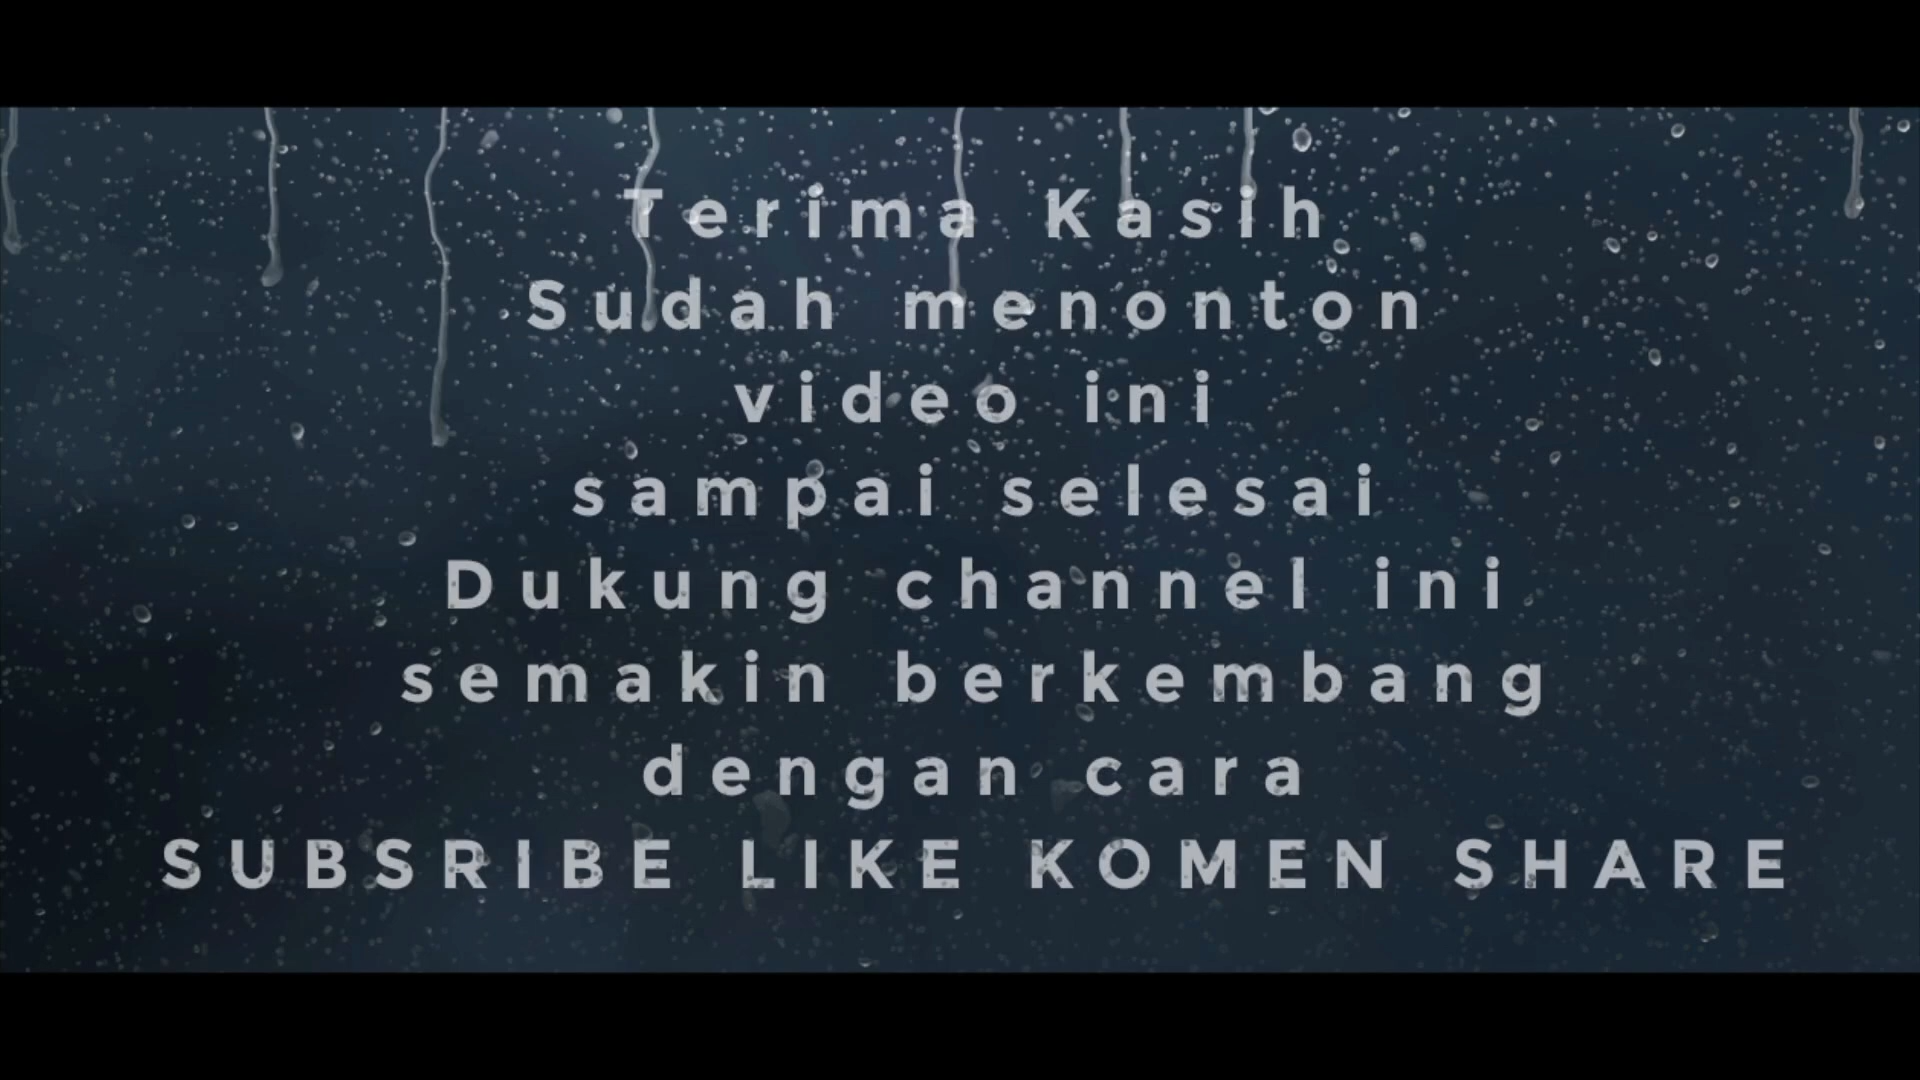 Terima Kasih
Sudah menonton
video ini
sampai selesai
Dukung channel ini
semakin berkembang
dengan cara
SUBSRIBE LIKE KOMEN SHARE